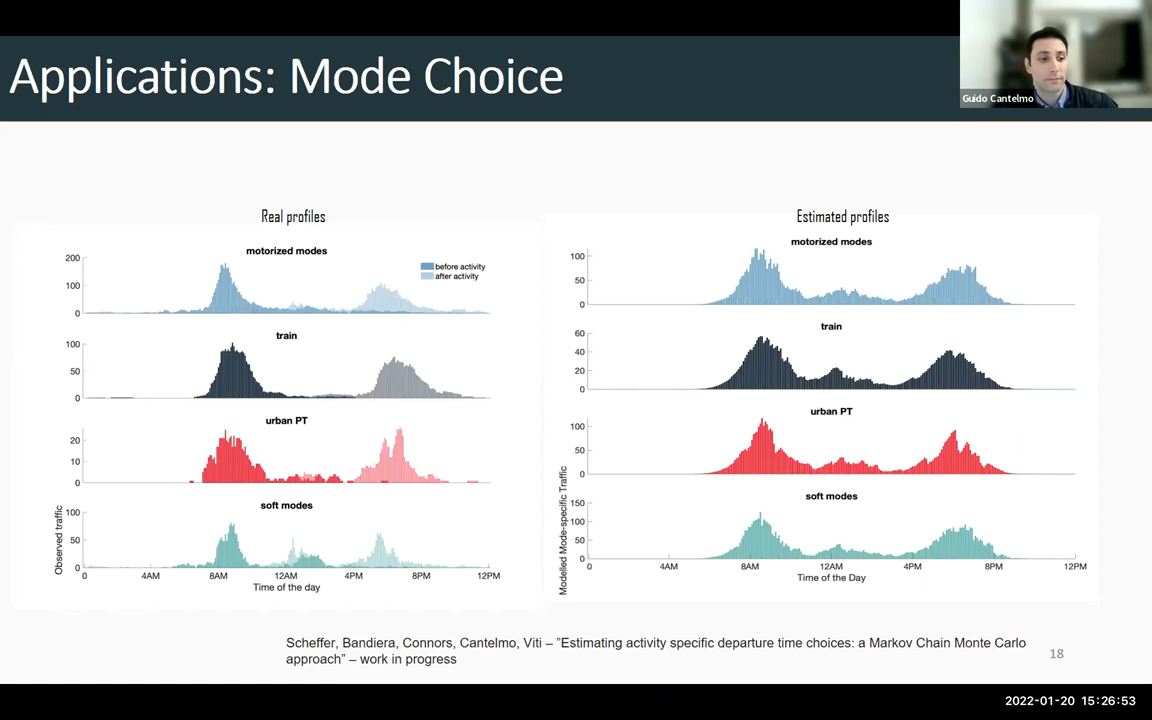 Applications: Mode Choice
Guido Cantelmo
Real profiles
motorized modes
200
100
0
before activity
after activity
train
100
50
0
urban PT
20
10
0
soft modes
100
50
0
Observed traffic
0 4AM 8AM 12AM 4PM 8PM 12PM
Time of the day
Estimated profiles
motorized modes
100
50
0
train
60
40
20
0
urban PT
100
50
0
soft modes
150
100
50
0
Modelled Mode-specific Traffic
0 4AM 8AM 12AM 4PM 8PM 12PM
Time of the Day
Scheffer, Bandiera, Connors, Cantelmo, Viti – ”Estimating activity specific departure time choices: a Markov Chain Monte Carlo
approach” – work in progress
18
2022-01-20 15:26:53